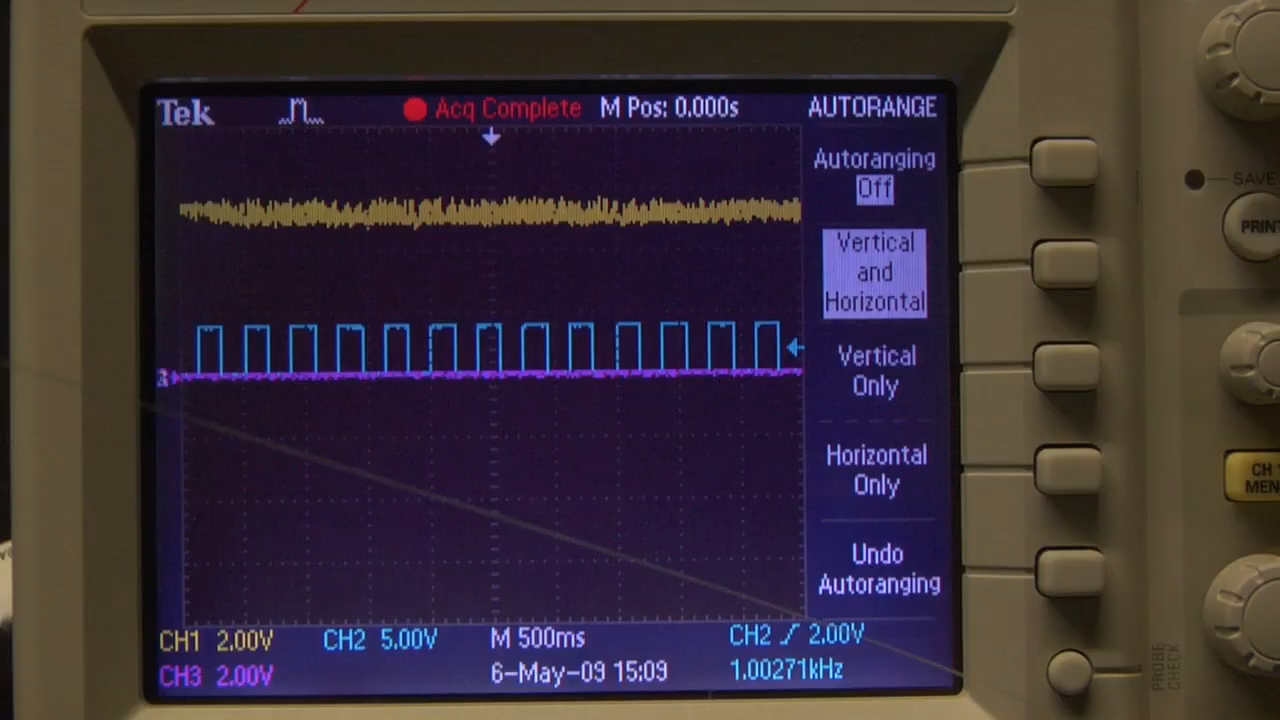 Tek Acq Complete M Pos: 0.000s AUTORANGE
Autoranging
Off
Vertical
and
Horizontal
Vertical
Only
Horizontal
Only
Undo
Autoranging
CH1 2.00V CH2 5.00V M 500ms CH2 2.00V
CH3 2.00V 6-May-09 15:09 1.00271kHz
SAVE
PRIN
CH
MEN
PROBE
CHECK